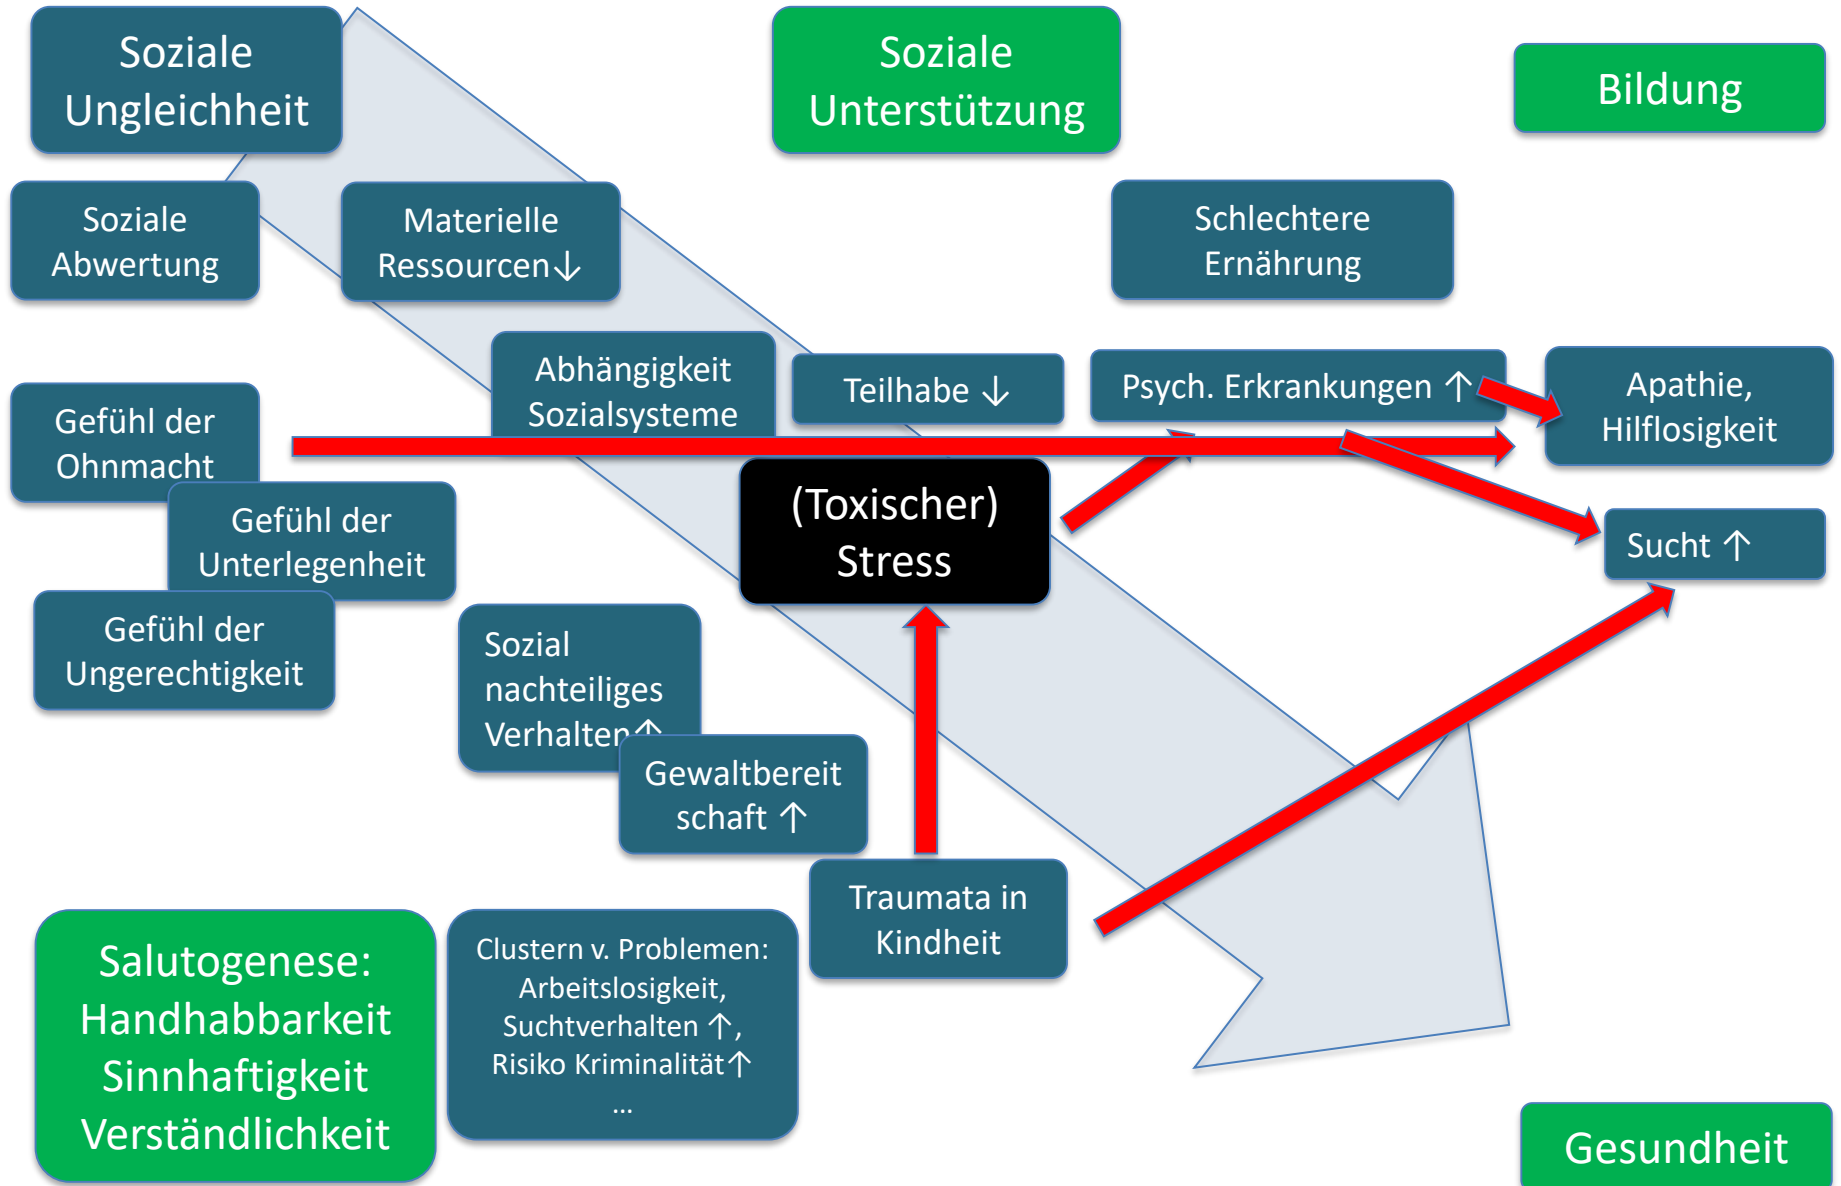 Soziale
Ungleichheit
Soziale
Unterstützung
Bildung
Soziale
Abwertung
Materielle
Ressourcen↓
Schlechtere
Ernährung
Abhängigkeit
Sozialsysteme
Teilhabe ↓
Psych. Erkrankungen ↑
Apathie,
Hilflosigkeit
Gefühl der
Ohnmacht
Gefühl der
Unterlegenheit
Gefühl der
Ungerechtigkeit
(Toxischer)
Stress
Sucht ↑
Sozial
nachteiliges
Verhalten↑
Gewaltbereit
schaft ↑
Traumata in
Kindheit
Salutogenese:
Handhabbarkeit
Sinnhaftigkeit
Verständlichkeit
Clustern v. Problemen:
Arbeitslosigkeit,
Suchtverhalten ↑,
Risiko Kriminalität↑
...
Gesundheit